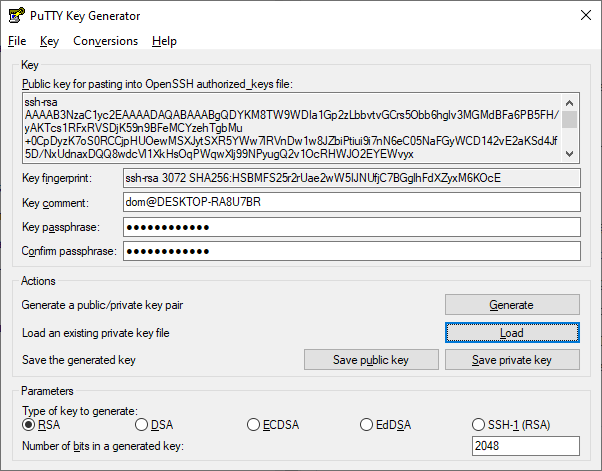 PuTTY Key Generator
File Key Conversions Help
Key
Public key for pasting into OpenSSH authorized_keys file:
ssh-rsa
AAAAB3NzaC1yc2EAAAADAQABAAABgQDYKM8TW9WDIa1Gp2zLbbvtvGCrs5Obb6hglv3MGMdBFa6PB5FH/
yAKTcs1RFxRVSDjK59n9BFeMCYzehTgbMu
+0CpDyzK7oS0RCCjpHUOewMSXJytSXR5YWw7lRVnDw1w8JZbiPtiui9i7nN6eC05NaFGyWCD142vE2aKSd4Jf
5D/NxUdnaxDQQ8wdcVl1XkHsOqPWqwXlj99NPyugQ2v1OcRHWJO2EYEWvyx
Key fingerprint: ssh-rsa 3072 SHA256:HSBMFS25r2rUae2wW5lJNUfjC7BGglhFdXZyxM6KOcE
Key comment: dom@DESKTOP-RA8U7BR
Key passphrase: ●●●●●●●●●●●●
Confirm passphrase: ●●●●●●●●●●●●
Actions
Generate a public/private key pair Generate
Load an existing private key file Load
Save the generated key Save public key Save private key
Parameters
Type of key to generate:
RSA DSA ECDSA EdDSA SSH-1 (RSA)
Number of bits in a generated key: 2048